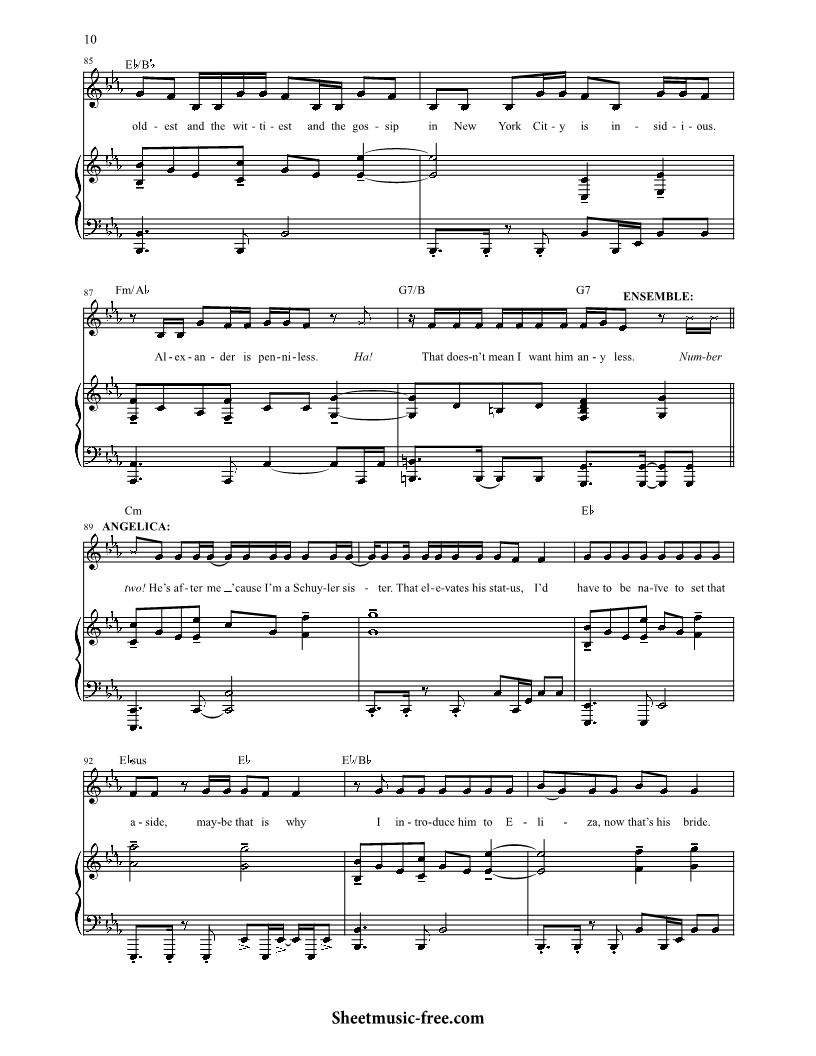 10
85
E♭/B♭
old - est and the wit - ti - est and the gos - sip in New York Cit - y is in - sid - i - ous.
87
Fm/A♭ G7/B G7 ENSEMBLE:
Al - ex - an - der is pen - ni - less. Ha! That does-n't mean I want him an - y less. Num-ber
Cm E♭
89 ANGELICA:
two! He's af - ter me _ 'cause I'm a Schuy-ler sis - ter. That el - e-vates his stat-us, I'd have to be na-ïve to set that
92
E♭sus E♭ E♭/B♭
a - side, may-be that is why I in - tro-duce him to E - li - za, now that's his bride.
Sheetmusic-free.com